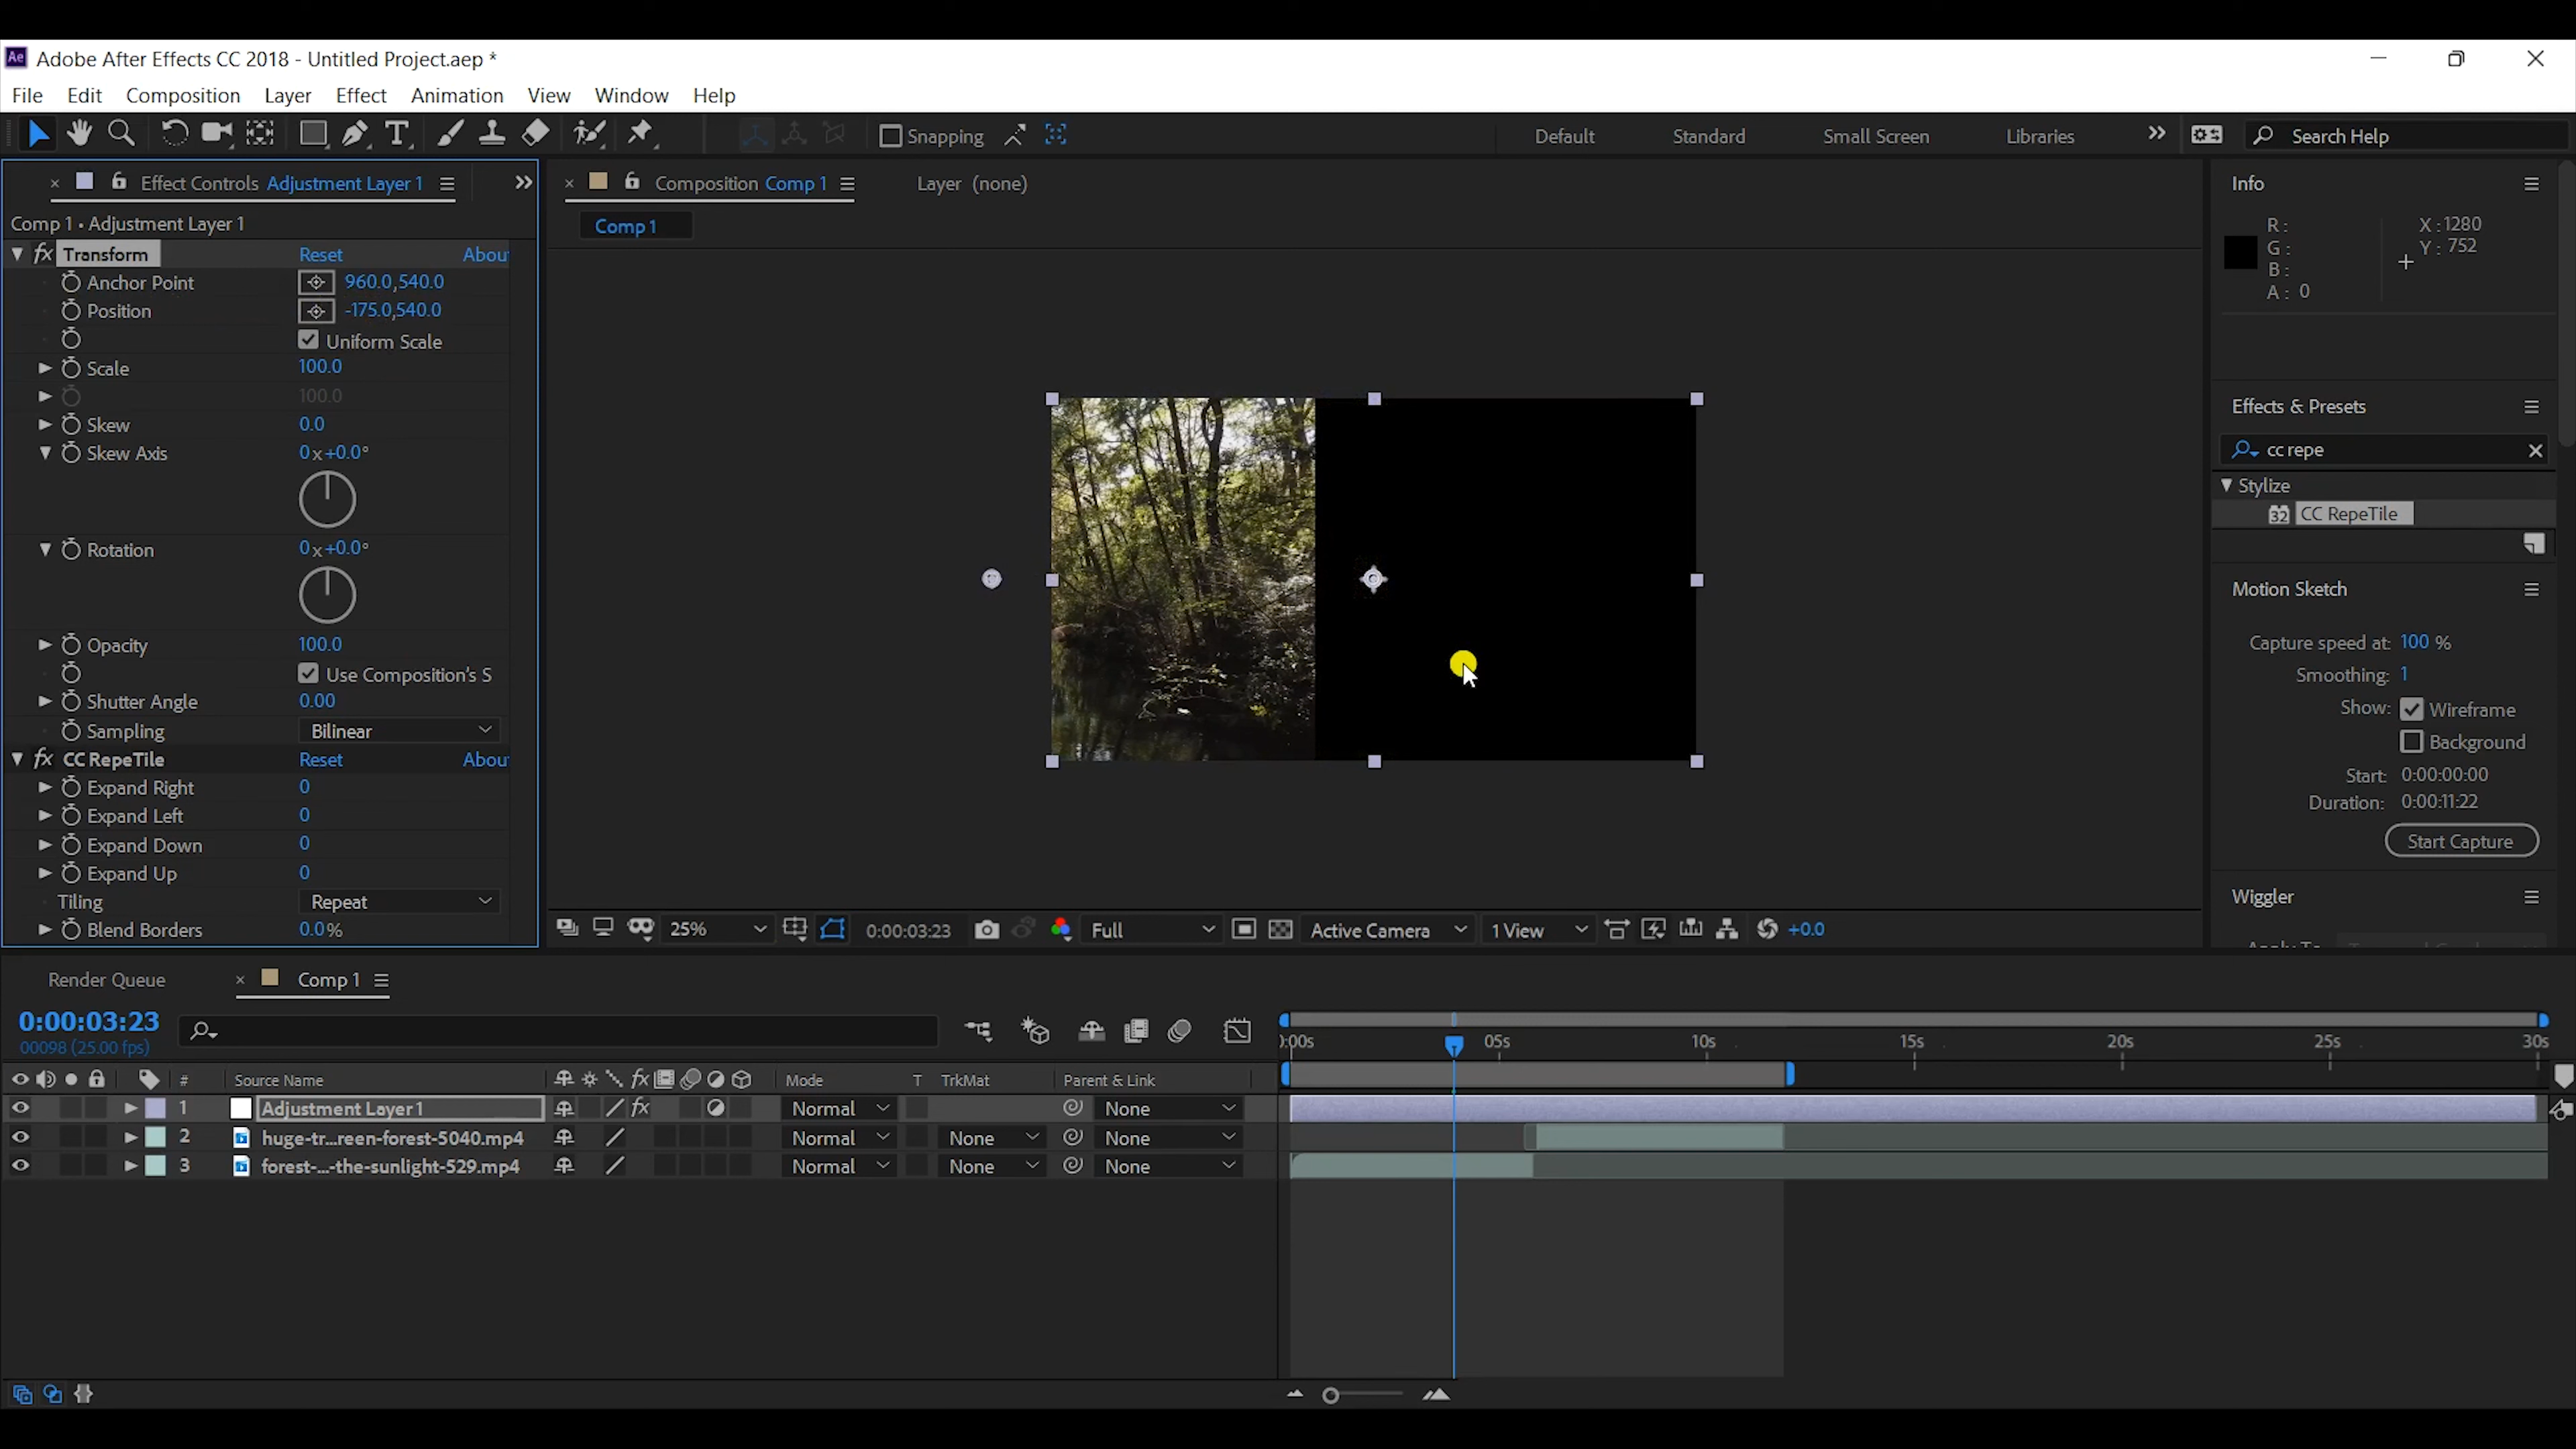 Ae Adobe After Effects CC 2018 - Untitled Project.aep *
File Edit Composition Layer Effect Animation View Window Help
Snapping Default Standard Small Screen Libraries Search Help
Effect Controls Adjustment Layer 1
Composition Comp 1 Layer (none)
Comp 1 • Adjustment Layer 1
Comp 1
fx Transform Reset Abou
Anchor Point 960.0,540.0
Position -175.0,540.0
Uniform Scale
Scale 100.0
100.0
Skew 0.0
Skew Axis 0x+0.0°
Rotation 0x+0.0°
Opacity 100.0
Use Composition's S
Shutter Angle 0.00
Sampling Bilinear
fx CC RepeTile Reset Abou
Expand Right 0
Expand Left 0
Expand Down 0
Expand Up 0
Tiling Repeat
Blend Borders 0.0%
25% 0:00:03:23 Full Active Camera 1 View +0.0
Info
R: X: 1280
G: Y: 752
B:
A: 0
Effects & Presets
cc repe
Stylize
32 CC RepeTile
Motion Sketch
Capture speed at: 100 %
Smoothing: 1
Show: Wireframe
Background
Start: 0:00:00:00
Duration: 0:00:11:22
Start Capture
Wiggler
Render Queue Comp 1
0:00:03:23
00098 (25.00 fps)
:00s 05s 10s 15s 20s 25s 30s
# Source Name fx Mode T TrkMat Parent & Link
1 Adjustment Layer 1 fx Normal None
2 huge-tr...reen-forest-5040.mp4 Normal None None
3 forest-...-the-sunlight-529.mp4 Normal None None